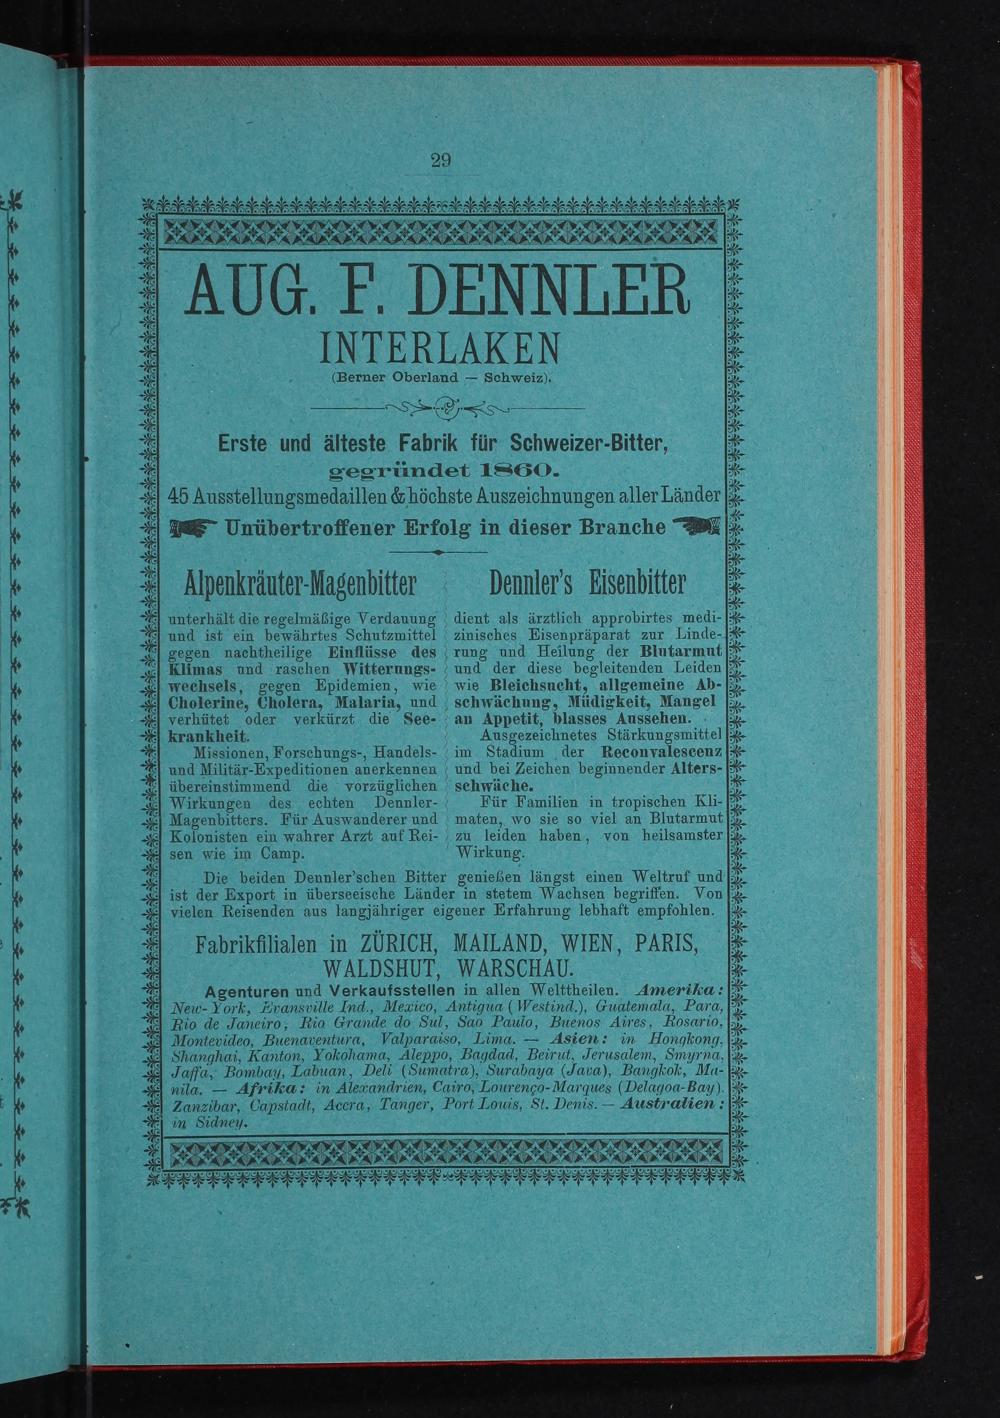 29
AUG. F. DENNLER
INTERLAKEN
(Berner Oberland — Schweiz).
Erste und älteste Fabrik für Schweizer-Bitter,
gegründet 1860.
45 Ausstellungsmedaillen & höchste Auszeichnungen aller Länder
Unübertroffener Erfolg in dieser Branche
Alpenkräuter-Magenbitter
unterhält die regelmäßige Verdauung
und ist ein bewährtes Schutzmittel
gegen nachtheilige Einflüsse des
Klimas und raschen Witterungs-
wechsels, gegen Epidemien, wie
Cholerine, Cholera, Malaria, und
verhütet oder verkürzt die See-
krankheit.
Missionen, Forschungs-, Handels-
und Militär-Expeditionen anerkennen
übereinstimmend die vorzüglichen
Wirkungen des echten Dennler-
Magenbitters. Für Auswanderer und
Kolonisten ein wahrer Arzt auf Rei-
sen wie im Camp.
Dennler's Eisenbitter
dient als ärztlich approbirtes medi-
zinisches Eisenpräparat zur Linde-
rung und Heilung der Blutarmut
und der diese begleitenden Leiden
wie Bleichsucht, allgemeine Ab-
schwächung, Müdigkeit, Mangel
an Appetit, blasses Aussehen.
Ausgezeichnetes Stärkungsmittel
im Stadium der Reconvalescenz
und bei Zeichen beginnender Alters-
schwäche.
Für Familien in tropischen Kli-
maten, wo sie so viel an Blutarmut
zu leiden haben, von heilsamster
Wirkung.
Die beiden Dennler'schen Bitter genießen längst einen Weltruf und
ist der Export in überseeische Länder in stetem Wachsen begriffen. Von
vielen Reisenden aus langjähriger eigener Erfahrung lebhaft empfohlen.
Fabrikfilialen in ZÜRICH, MAILAND, WIEN, PARIS,
WALDSHUT, WARSCHAU.
Agenturen und Verkaufsstellen in allen Welttheilen. Amerika:
New-York, Evansville Ind., Mexico, Antigua (Westind.), Guatemala, Para,
Rio de Janeiro, Rio Grande do Sul, Sao Paulo, Buenos Aires, Rosario,
Montevideo, Buenaventura, Valparaiso, Lima. — Asien: in Hongkong,
Shanghai, Kanton, Yokohama, Aleppo, Bagdad, Beirut, Jerusalem, Smyrna,
Jaffa, Bombay, Labuan, Deli (Sumatra), Surabaya (Java), Bangkok, Ma-
nila. — Afrika: in Alexandrien, Cairo, Lourenço-Marques (Delagoa-Bay).
Zanzibar, Capstadt, Accra, Tanger, Port Louis, St. Denis. — Australien:
in Sidney.